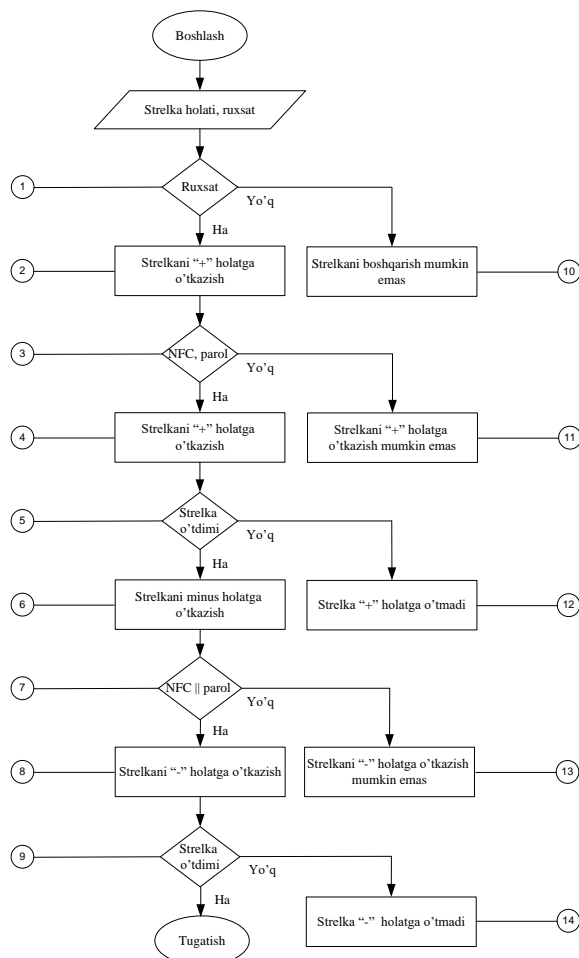 Boshlash
Strelka holati, ruxsat
1
Ruxsat
Yo’q
Ha
2
Strelkani “+” holatga
o’tkazish
Strelkani boshqarish mumkin
emas
10
3
NFC, parol
Yo’q
Ha
4
Strelkani “+” holatga
o’tkazish
Strelkani “+” holatga
o’tkazish mumkin emas
11
5
Strelka
o’tdimi
Yo’q
Ha
6
Strelkani minus holatga
o’tkazish
Strelka “+” holatga o’tmadi
12
7
NFC || parol
Yo’q
Ha
8
Strelkani “-” holatga o’tkazish
Strelkani “-” holatga o’tkazish
mumkin emas
13
9
Strelka
o’tdimi
Yo’q
Ha
Tugatish
Strelka “-” holatga o’tmadi
14